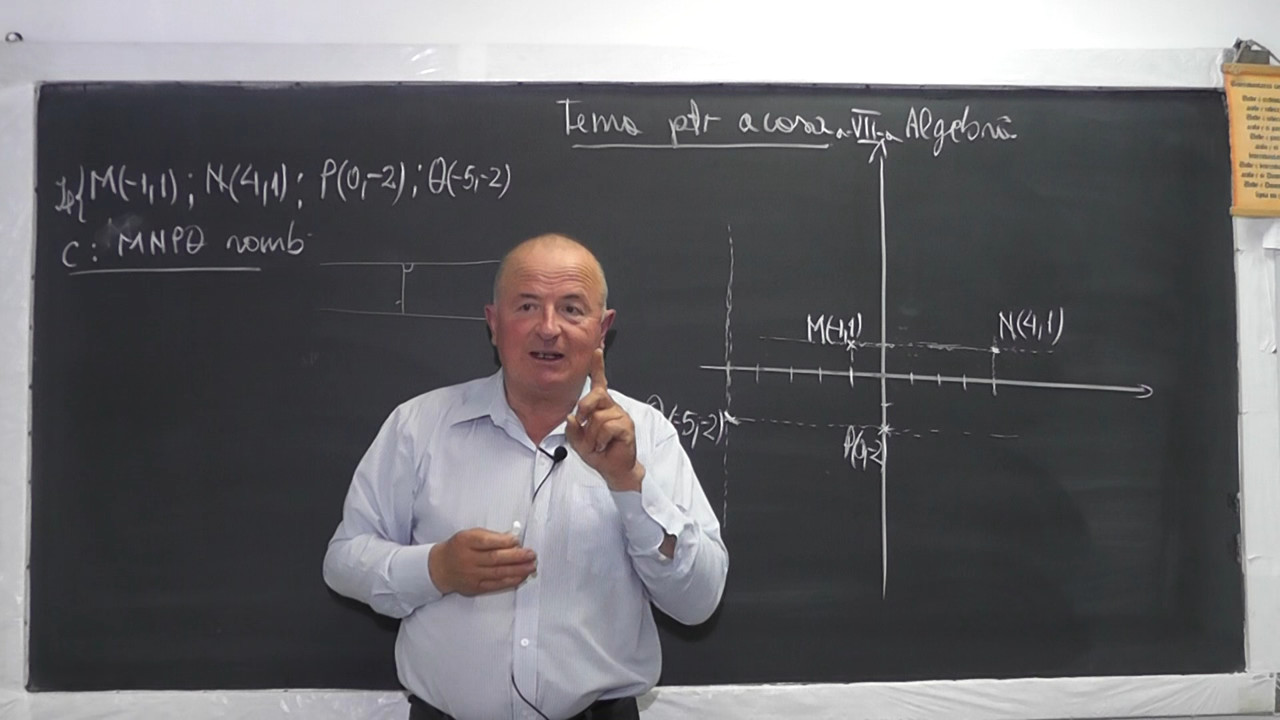 Tema ptr acasa a VII-a Algebră
Ip{M(-1,1); N(4,1); P(0,-2); Q(-5,-2)
C: MNPQ romb
M(-1,1)
N(4,1)
Q(-5,-2)
P(0,-2